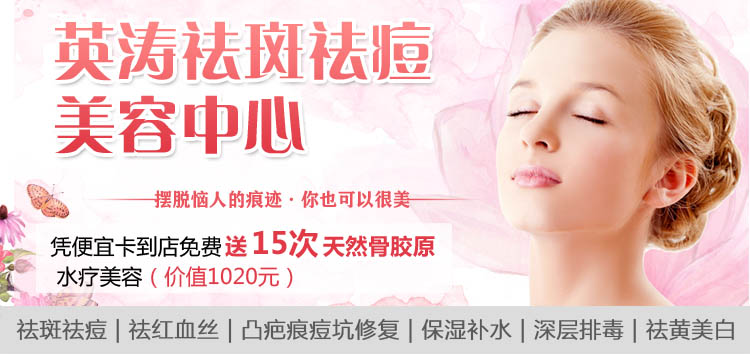 英涛祛斑祛痘
美容中心
摆脱恼人的痕迹·你也可以很美
凭便宜卡到店免费送15次天然骨胶原
水疗美容（价值1020元）
祛斑祛痘|祛红血丝|凸疤痕痘坑修复|保湿补水|深层排毒|祛黄美白